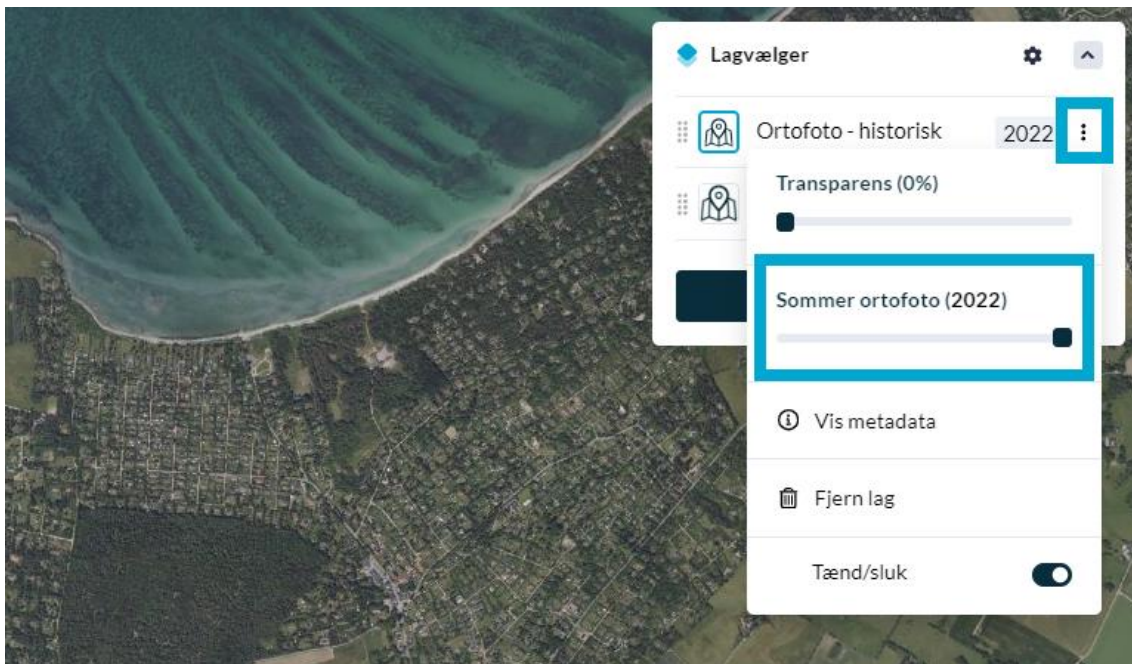 Lagvælger
Ortofoto - historisk 2022
Transparens (0%)
Sommer ortofoto (2022)
Vis metadata
Fjern lag
Tænd/sluk